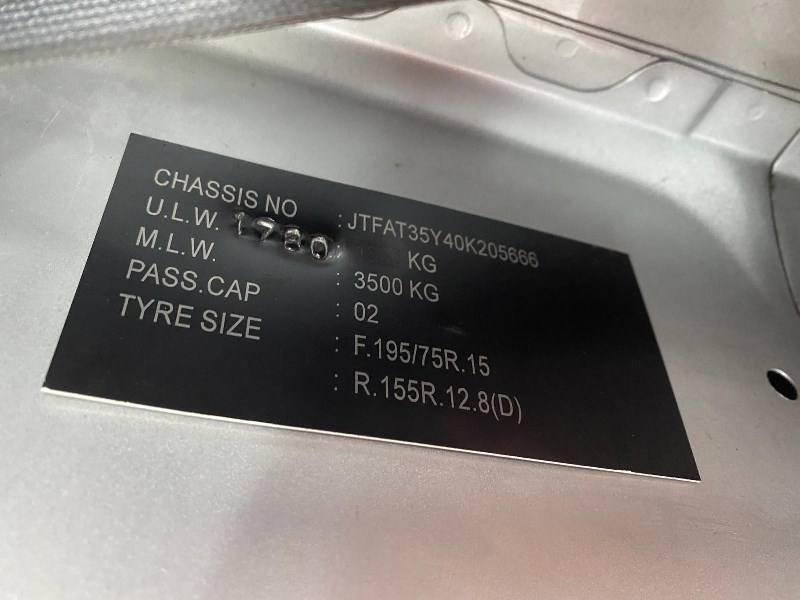 CHASSIS NO : JTFAT35Y40K205666
U.L.W. 1780 KG
M.L.W. : 3500 KG
PASS.CAP : 02
TYRE SIZE : F.195/75R.15
: R.155R.12.8(D)